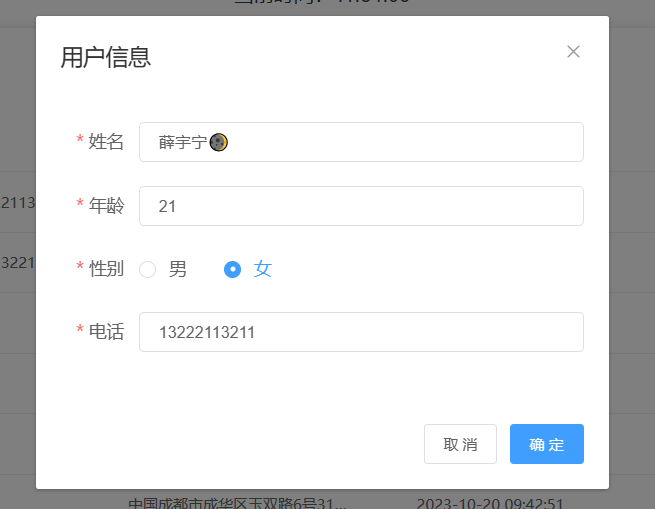 用户信息
* 姓名 薛宇宁🌘
* 年龄 21
* 性别 男 女
* 电话 13222113211
取消 确定
2113
3221
中国成都市成华区玉双路6号31... 2023-10-20 09:42:51